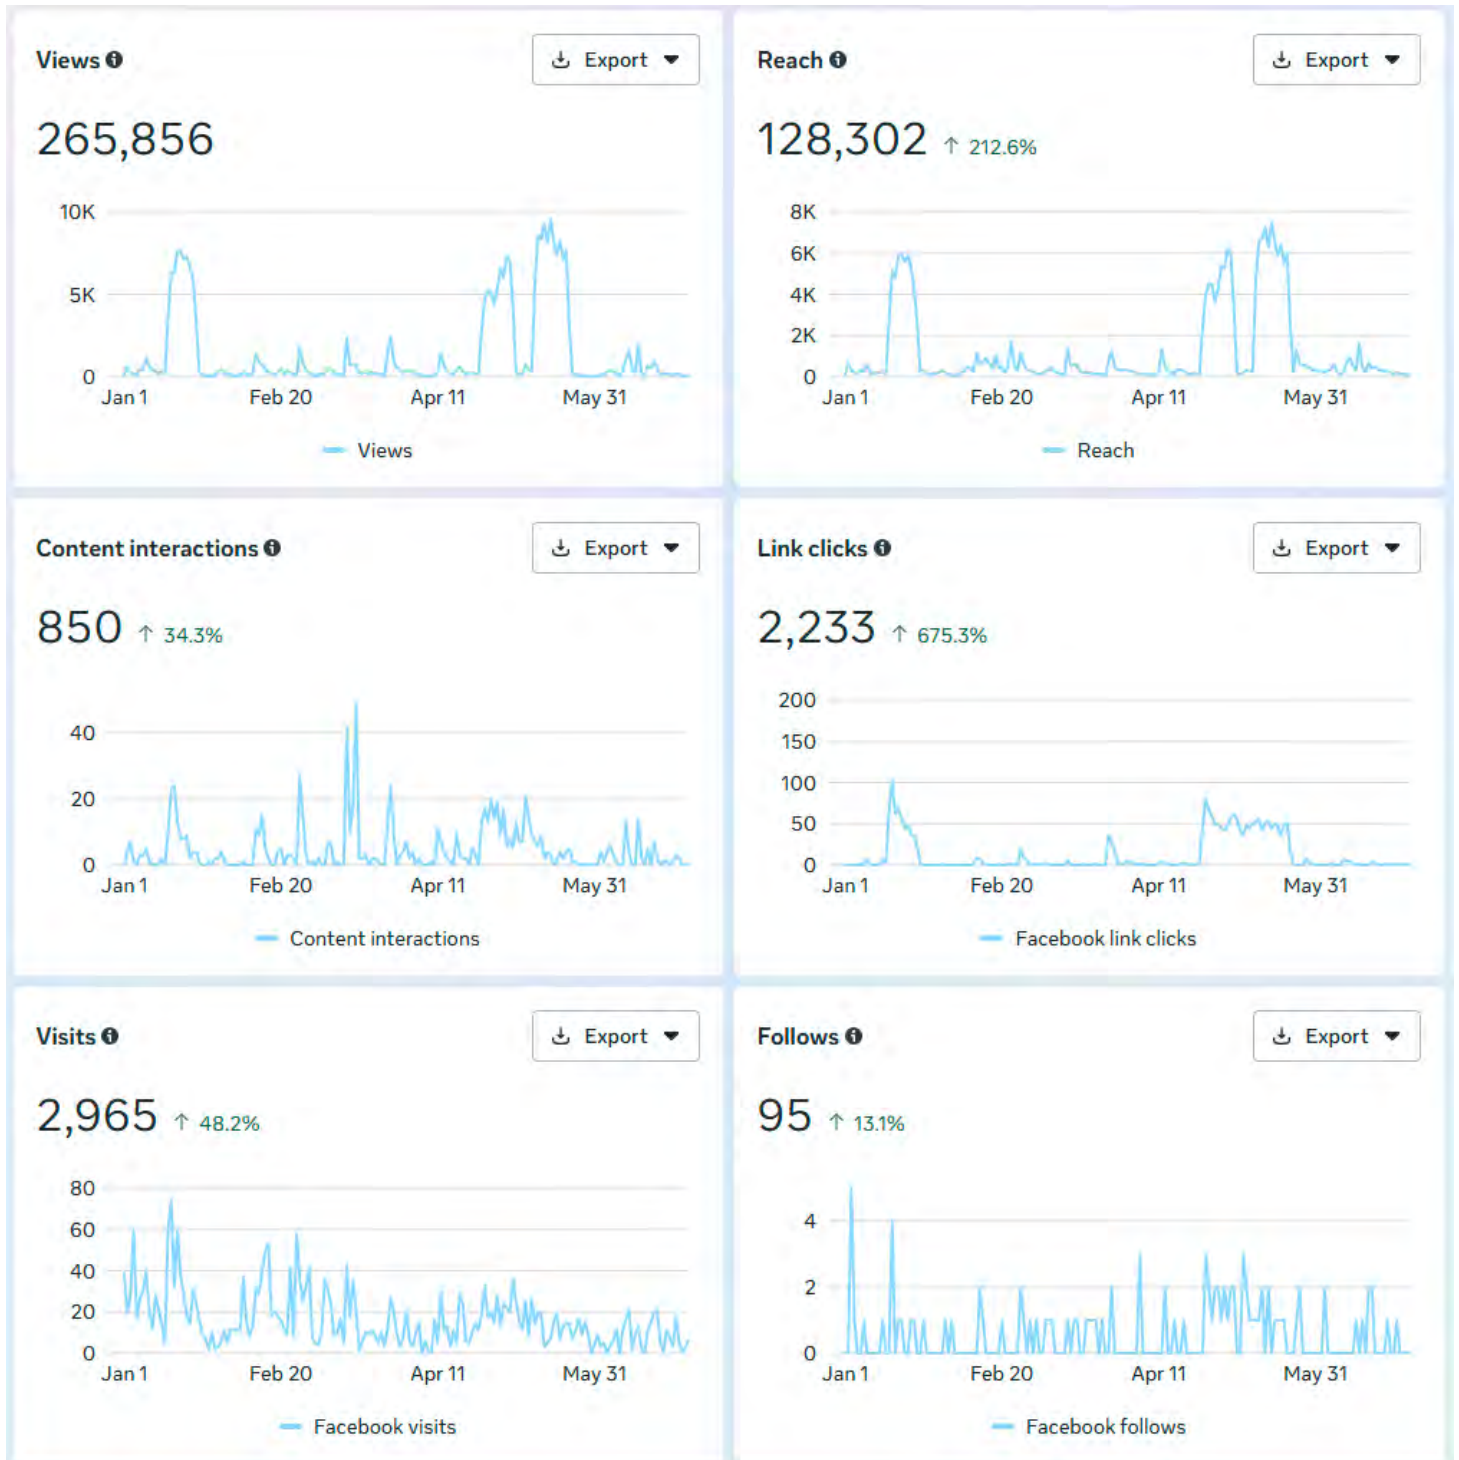 Views
Export
265,856
10K
5K
0
Jan 1 Feb 20 Apr 11 May 31
Views
Reach
Export
128,302 ↑ 212.6%
8K
6K
4K
2K
0
Jan 1 Feb 20 Apr 11 May 31
Reach
Content interactions
Export
850 ↑ 34.3%
40
20
0
Jan 1 Feb 20 Apr 11 May 31
Content interactions
Link clicks
Export
2,233 ↑ 675.3%
200
150
100
50
0
Jan 1 Feb 20 Apr 11 May 31
Facebook link clicks
Visits
Export
2,965 ↑ 48.2%
80
60
40
20
0
Jan 1 Feb 20 Apr 11 May 31
Facebook visits
Follows
Export
95 ↑ 13.1%
4
2
0
Jan 1 Feb 20 Apr 11 May 31
Facebook follows